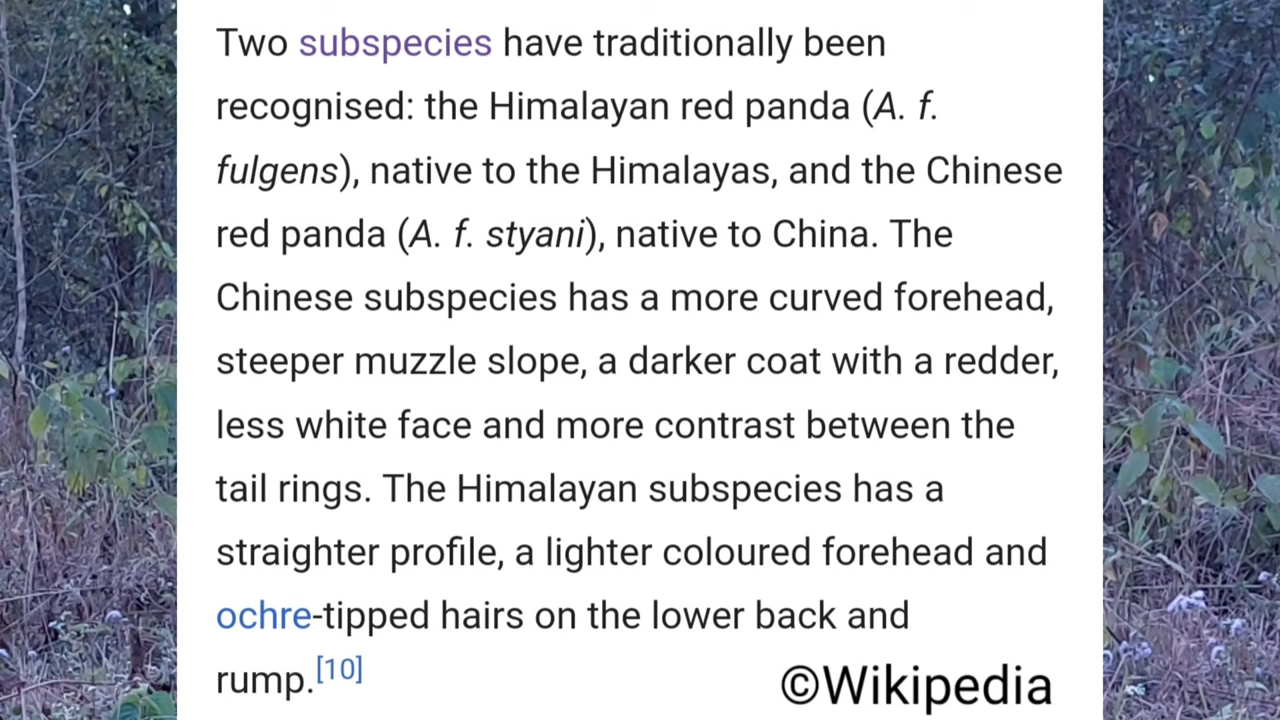 Two subspecies have traditionally been
recognised: the Himalayan red panda (A. f.
fulgens), native to the Himalayas, and the Chinese
red panda (A. f. styani), native to China. The
Chinese subspecies has a more curved forehead,
steeper muzzle slope, a darker coat with a redder,
less white face and more contrast between the
tail rings. The Himalayan subspecies has a
straighter profile, a lighter coloured forehead and
ochre-tipped hairs on the lower back and
rump.[10]
©Wikipedia